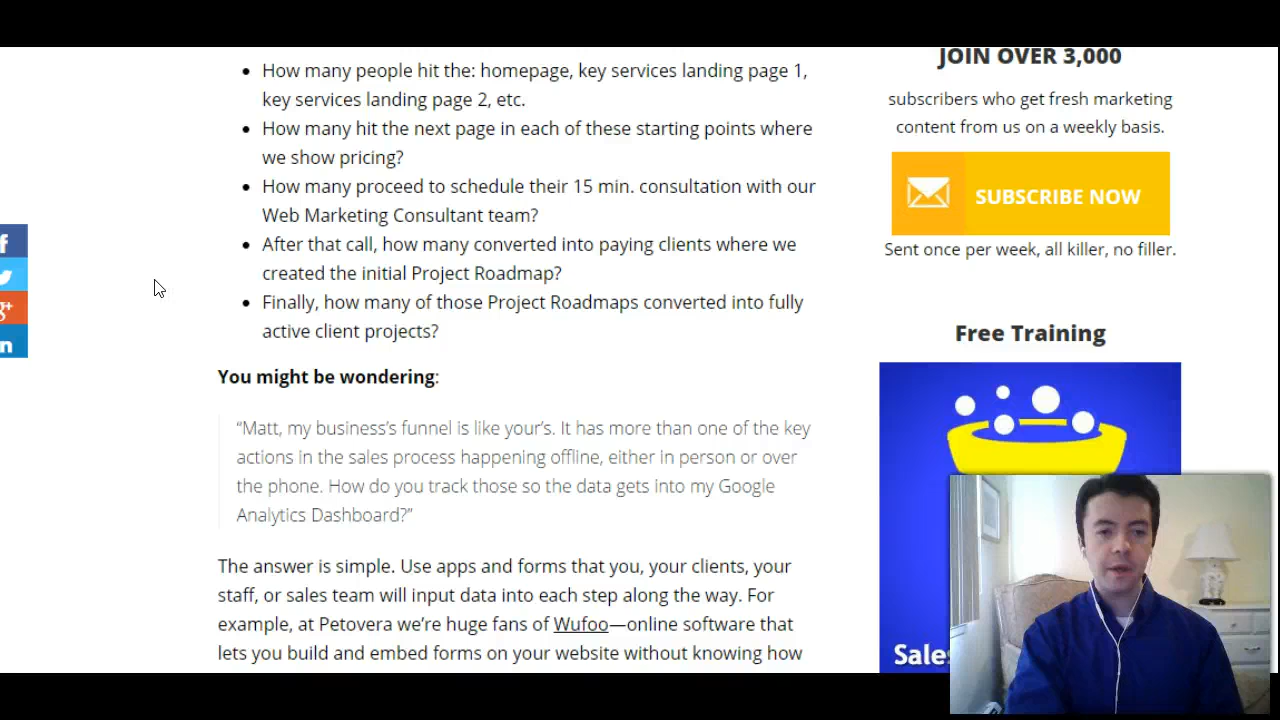 How many people hit the: homepage, key services landing page 1,
key services landing page 2, etc.
How many hit the next page in each of these starting points where
we show pricing?
How many proceed to schedule their 15 min. consultation with our
Web Marketing Consultant team?
After that call, how many converted into paying clients where we
created the initial Project Roadmap?
Finally, how many of those Project Roadmaps converted into fully
active client projects?
You might be wondering:
“Matt, my business’s funnel is like your’s. It has more than one of the key
actions in the sales process happening offline, either in person or over
the phone. How do you track those so the data gets into my Google
Analytics Dashboard?”
The answer is simple. Use apps and forms that you, your clients, your
staff, or sales team will input data into each step along the way. For
example, at Petovera we’re huge fans of Wufoo—online software that
lets you build and embed forms on your website without knowing how
JOIN OVER 3,000
subscribers who get fresh marketing
content from us on a weekly basis.
SUBSCRIBE NOW
Sent once per week, all killer, no filler.
Free Training
Sales
f
g+
in